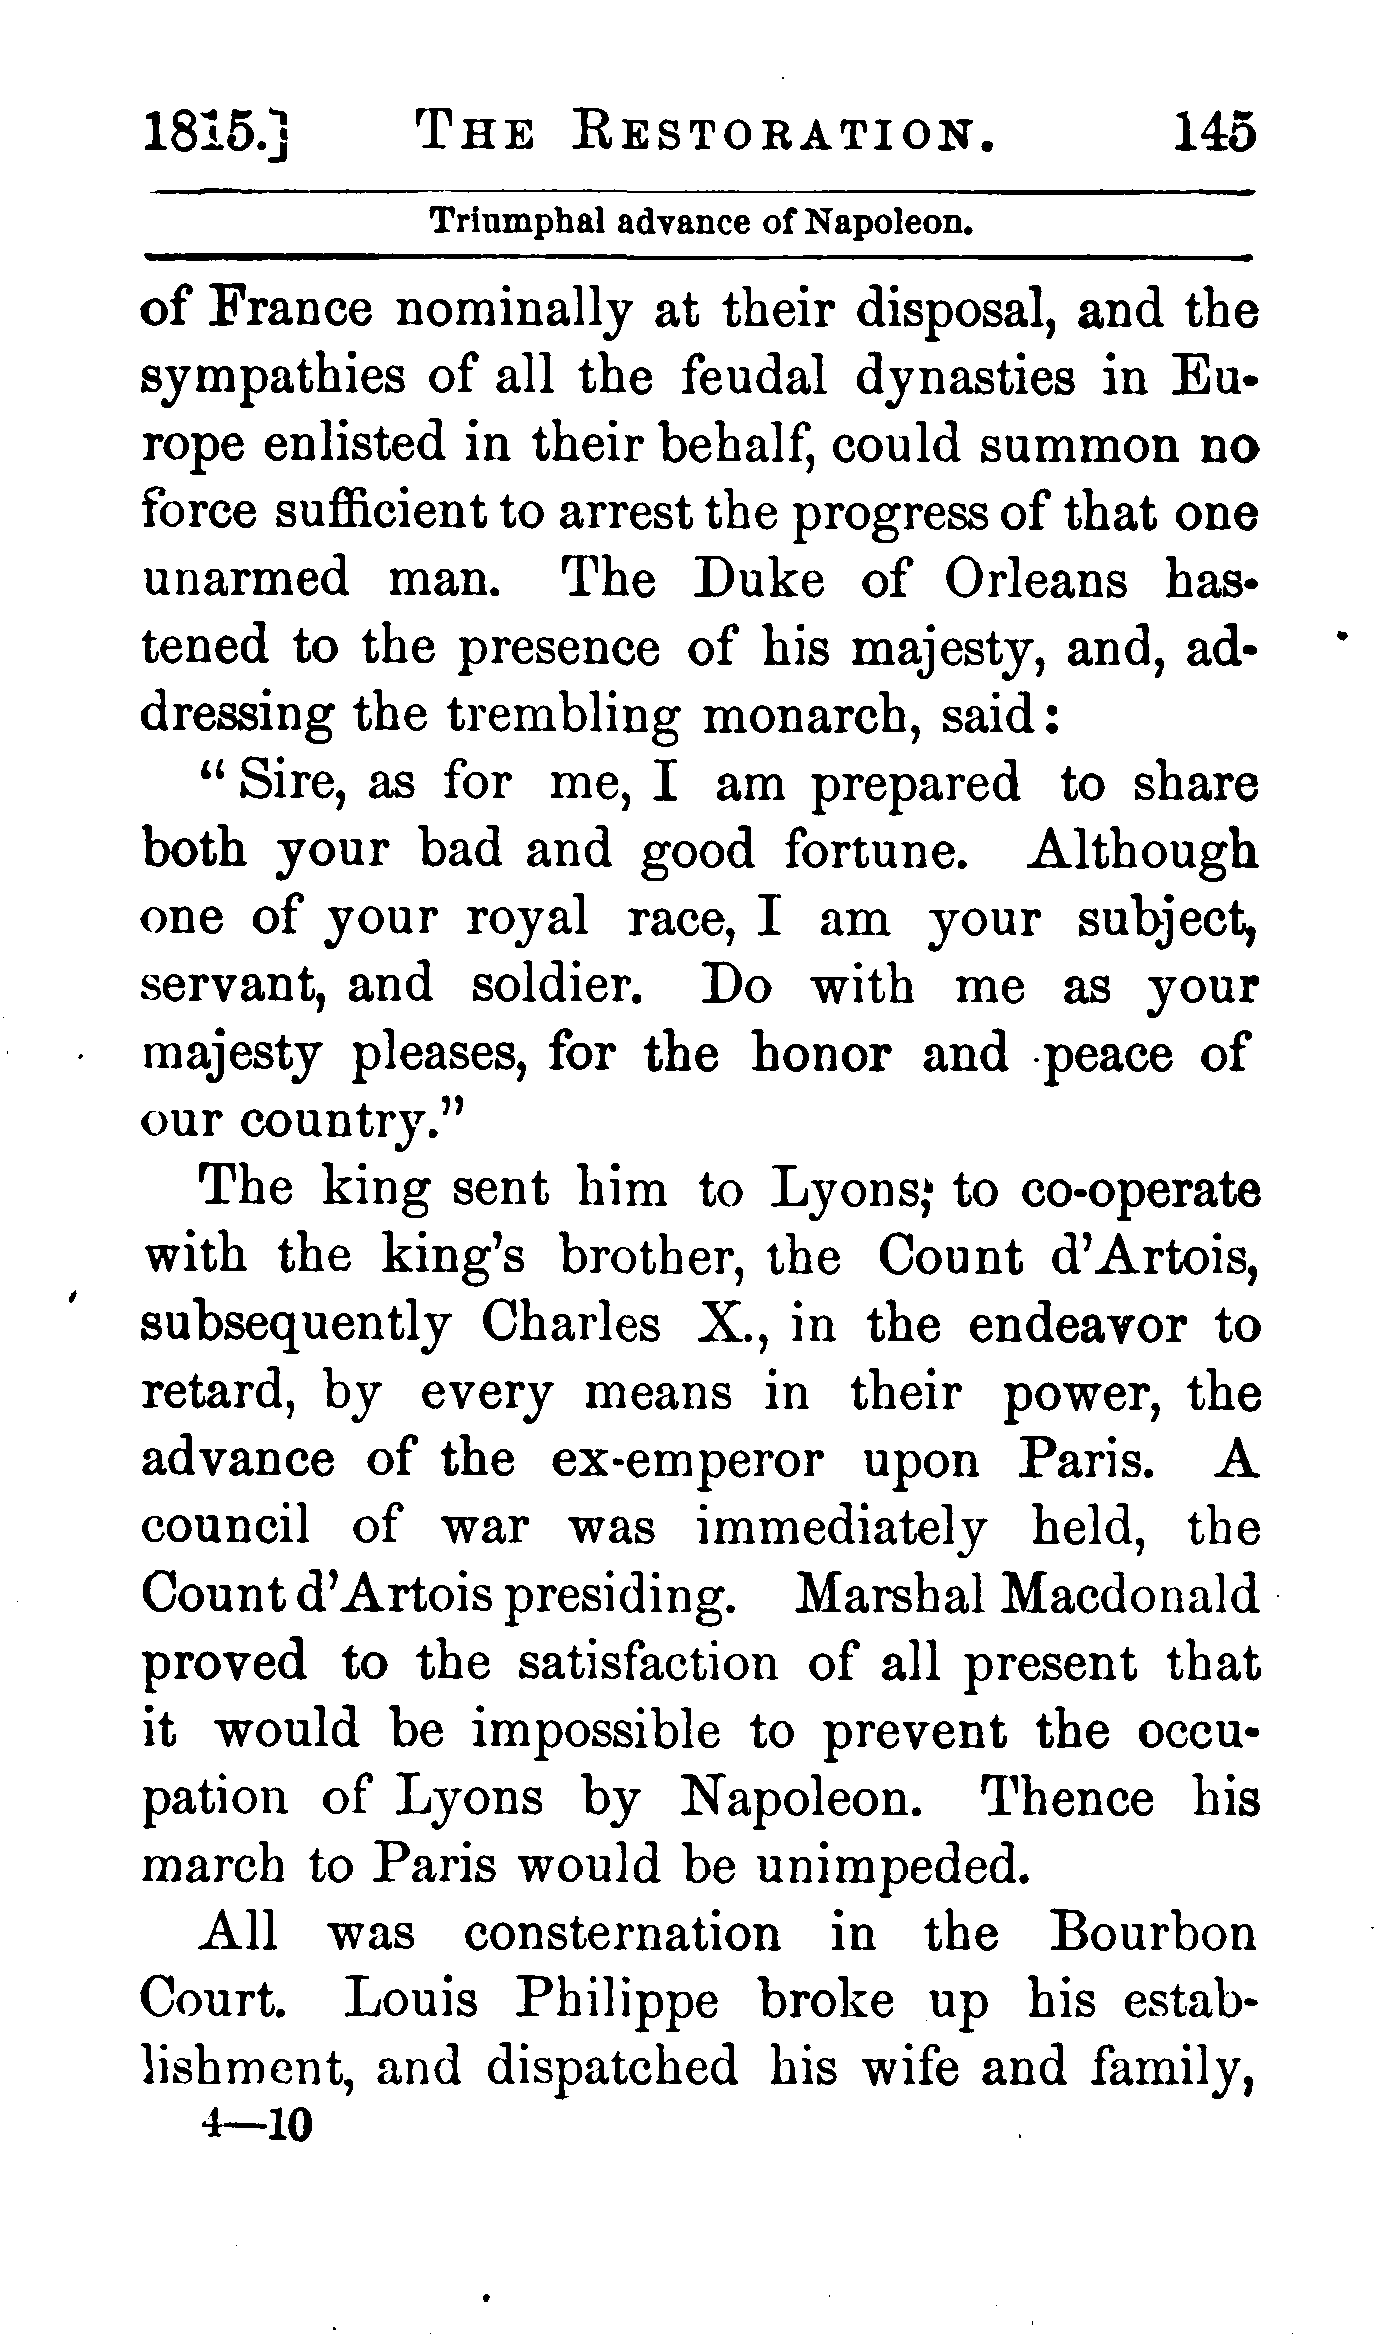 1815.] THE RESTORATION. 145
Triumphal advance of Napoleon.
of France nominally at their disposal, and the
sympathies of all the feudal dynasties in Eu-
rope enlisted in their behalf, could summon no
force sufficient to arrest the progress of that one
unarmed man. The Duke of Orleans has-
tened to the presence of his majesty, and, ad-
dressing the trembling monarch, said:
“Sire, as for me, I am prepared to share
both your bad and good fortune. Although
one of your royal race, I am your subject,
servant, and soldier. Do with me as your
majesty pleases, for the honor and peace of
our country.”
The king sent him to Lyons, to co-operate
with the king's brother, the Count d'Artois,
subsequently Charles X., in the endeavor to
retard, by every means in their power, the
advance of the ex-emperor upon Paris. A
council of war was immediately held, the
Count d'Artois presiding. Marshal Macdonald
proved to the satisfaction of all present that
it would be impossible to prevent the occu-
pation of Lyons by Napoleon. Thence his
march to Paris would be unimpeded.
All was consternation in the Bourbon
Court. Louis Philippe broke up his estab-
lishment, and dispatched his wife and family,
4—10